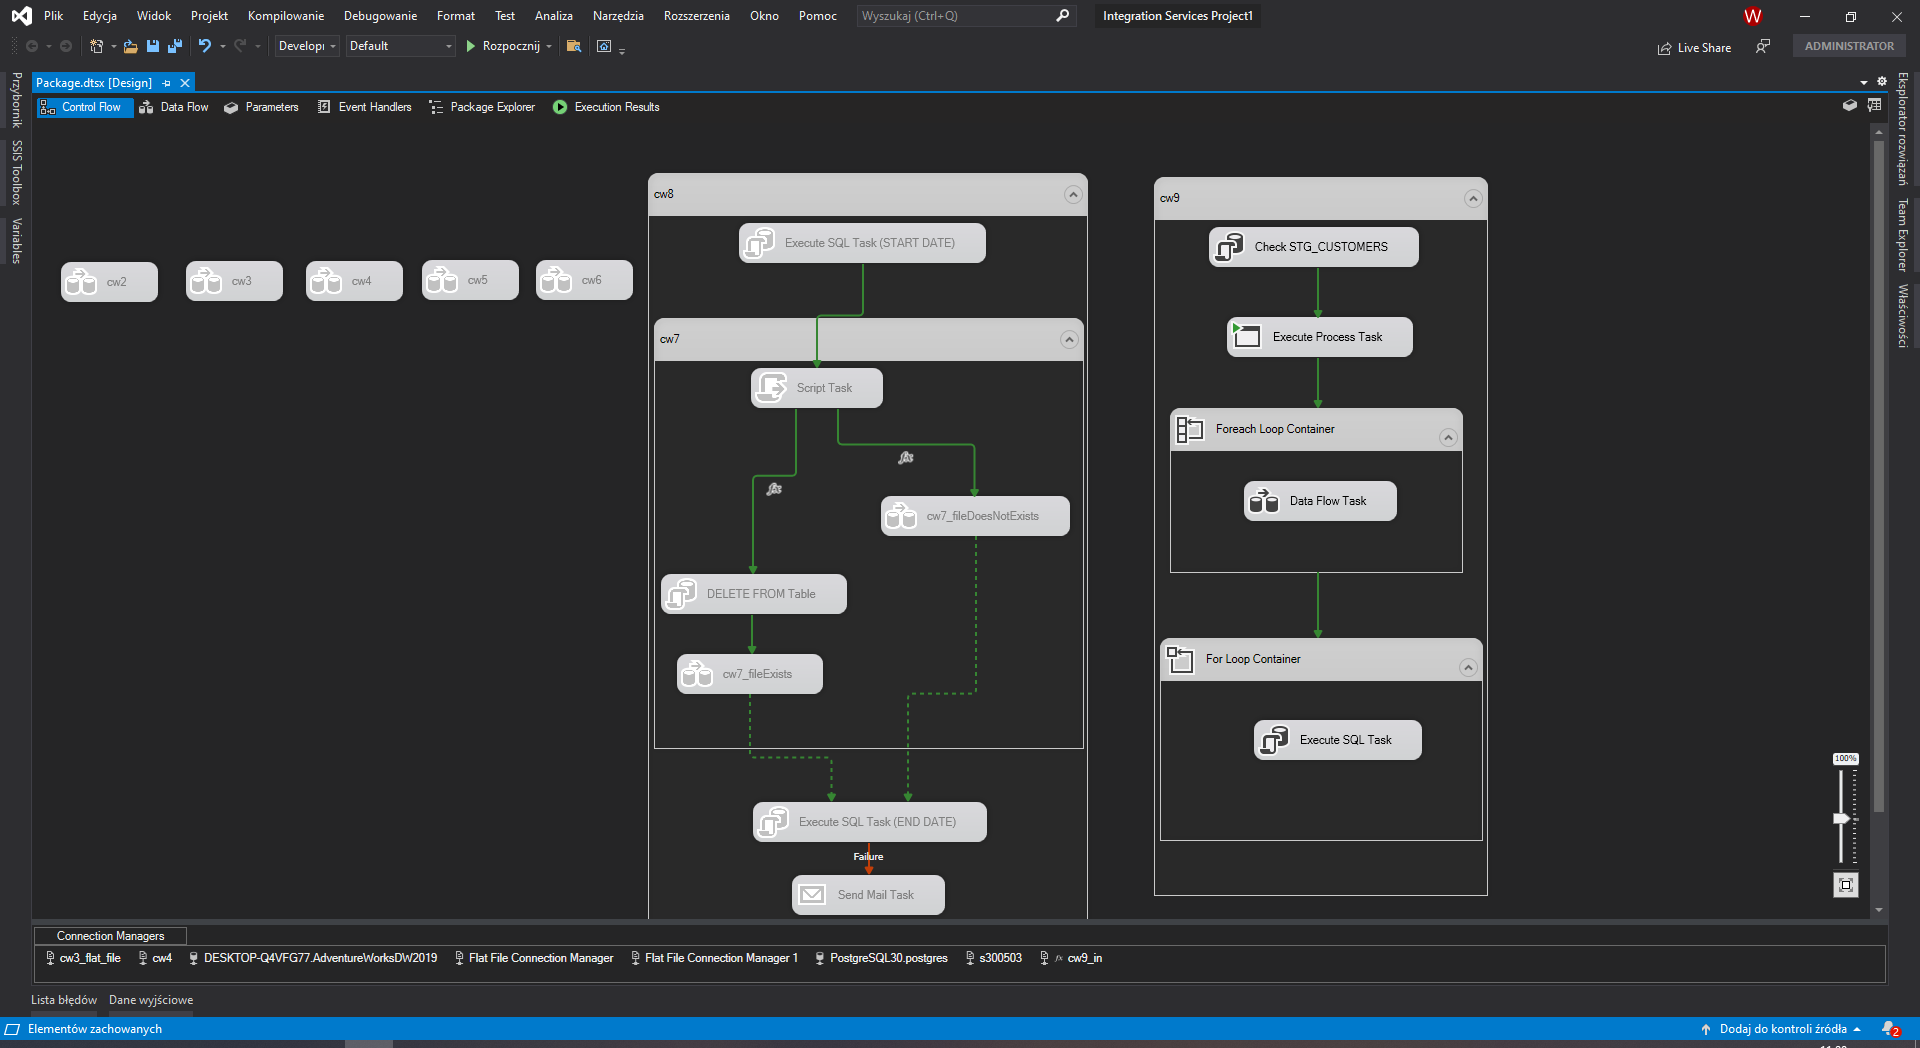 Plik Edycja Widok Projekt Kompilowanie Debugowanie Format Test Analiza Narzędzia Rozszerzenia Okno Pomoc Wyszukaj (Ctrl+Q) Integration Services Project1 W
Developı Default Rozpocznij Live Share ADMINISTRATOR
Package.dtsx [Design]
Control Flow Data Flow Parameters Event Handlers Package Explorer Execution Results
Przybornik
SSIS Toolbox
Variables
Eksplorator rozwiązań
Team Explorer
Właściwości
cw2
cw3
cw4
cw5
cw6
cw8
Execute SQL Task (START DATE)
cw7
Script Task
fx
fx
cw7_fileDoesNotExists
DELETE FROM Table
cw7_fileExists
Execute SQL Task (END DATE)
Failure
Send Mail Task
cw9
Check STG_CUSTOMERS
Execute Process Task
Foreach Loop Container
Data Flow Task
For Loop Container
Execute SQL Task
100%
Connection Managers
cw3_flat_file cw4 DESKTOP-Q4VFG77.AdventureWorksDW2019 Flat File Connection Manager Flat File Connection Manager 1 PostgreSQL30.postgres s300503 fx cw9_in
Lista błędów Dane wyjściowe
Elementów zachowanych Dodaj do kontroli źródła 2